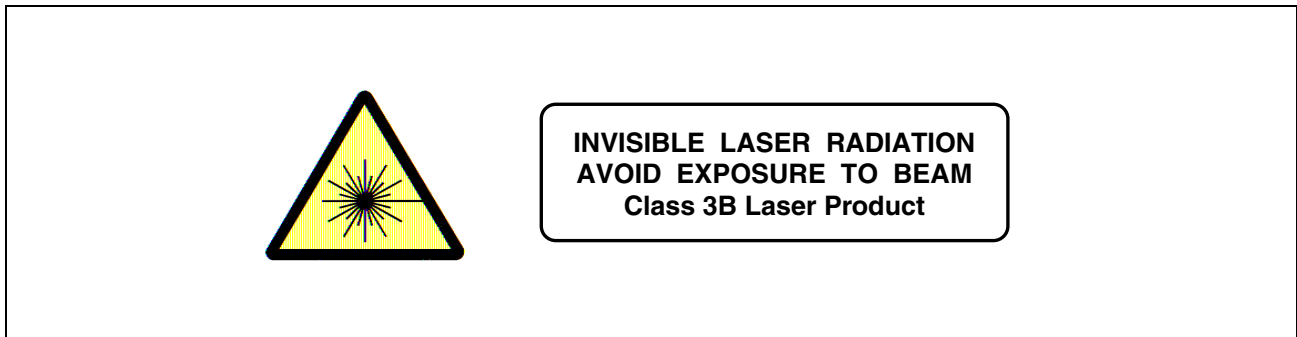 INVISIBLE LASER RADIATION
AVOID EXPOSURE TO BEAM
Class 3B Laser Product